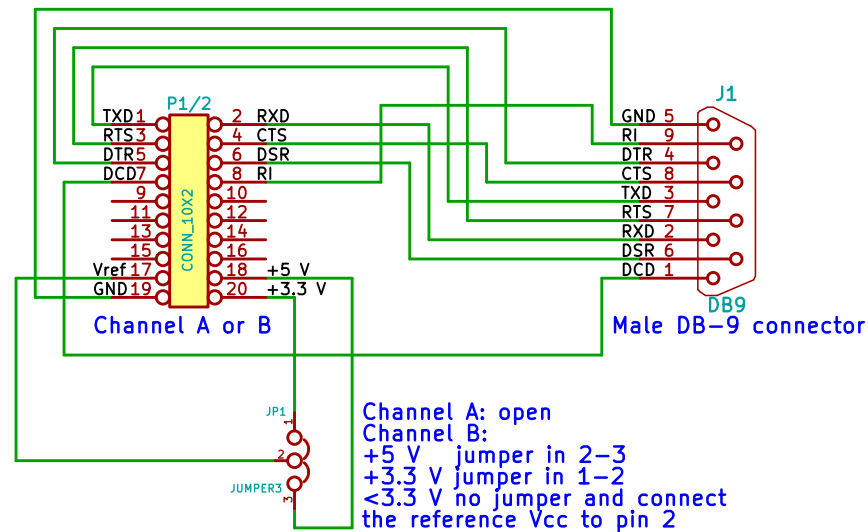 P1/2
J1
TXD 1 2 RXD
RTS 3 4 CTS
DTR 5 6 DSR
DCD 7 8 RI
9 10
11 12
13 14
15 16
Vref 17 18 +5 V
GND 19 20 +3.3 V
CONN_10X2
GND 5
RI 9
DTR 4
CTS 8
TXD 3
RTS 7
RXD 2
DSR 6
DCD 1
DB9
Channel A or B
Male DB-9 connector
JP1
1
2
3
JUMPER3
Channel A: open
Channel B:
+5 V jumper in 2-3
+3.3 V jumper in 1-2
<3.3 V no jumper and connect
the reference Vcc to pin 2